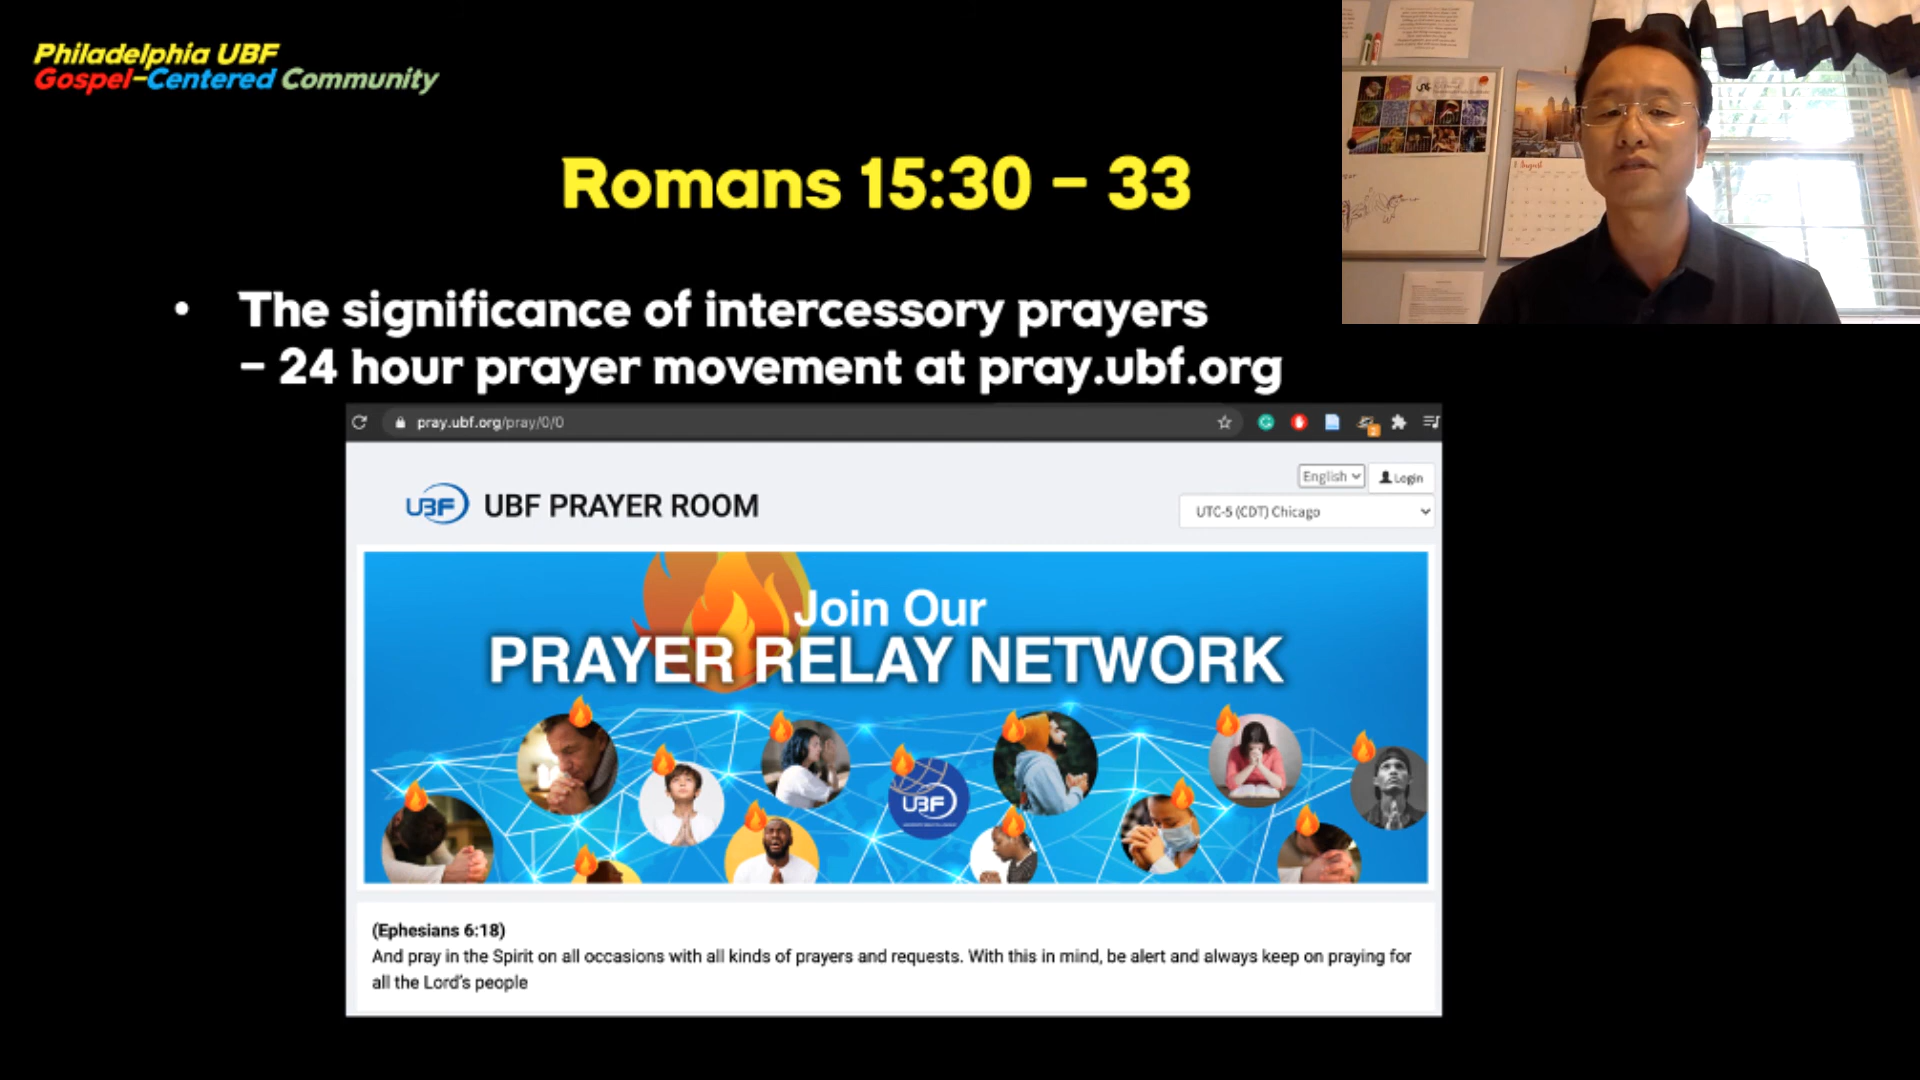 Philadelphia UBF
Gospel-Centered Community
Romans 15:30 – 33
• The significance of intercessory prayers
– 24 hour prayer movement at pray.ubf.org
pray.ubf.org/pray/0/0
English
Login
UBF
UBF PRAYER ROOM
UTC-5 (CDT) Chicago
Join Our
PRAYER RELAY NETWORK
UBF
(Ephesians 6:18)
And pray in the Spirit on all occasions with all kinds of prayers and requests. With this in mind, be alert and always keep on praying for
all the Lord's people
August